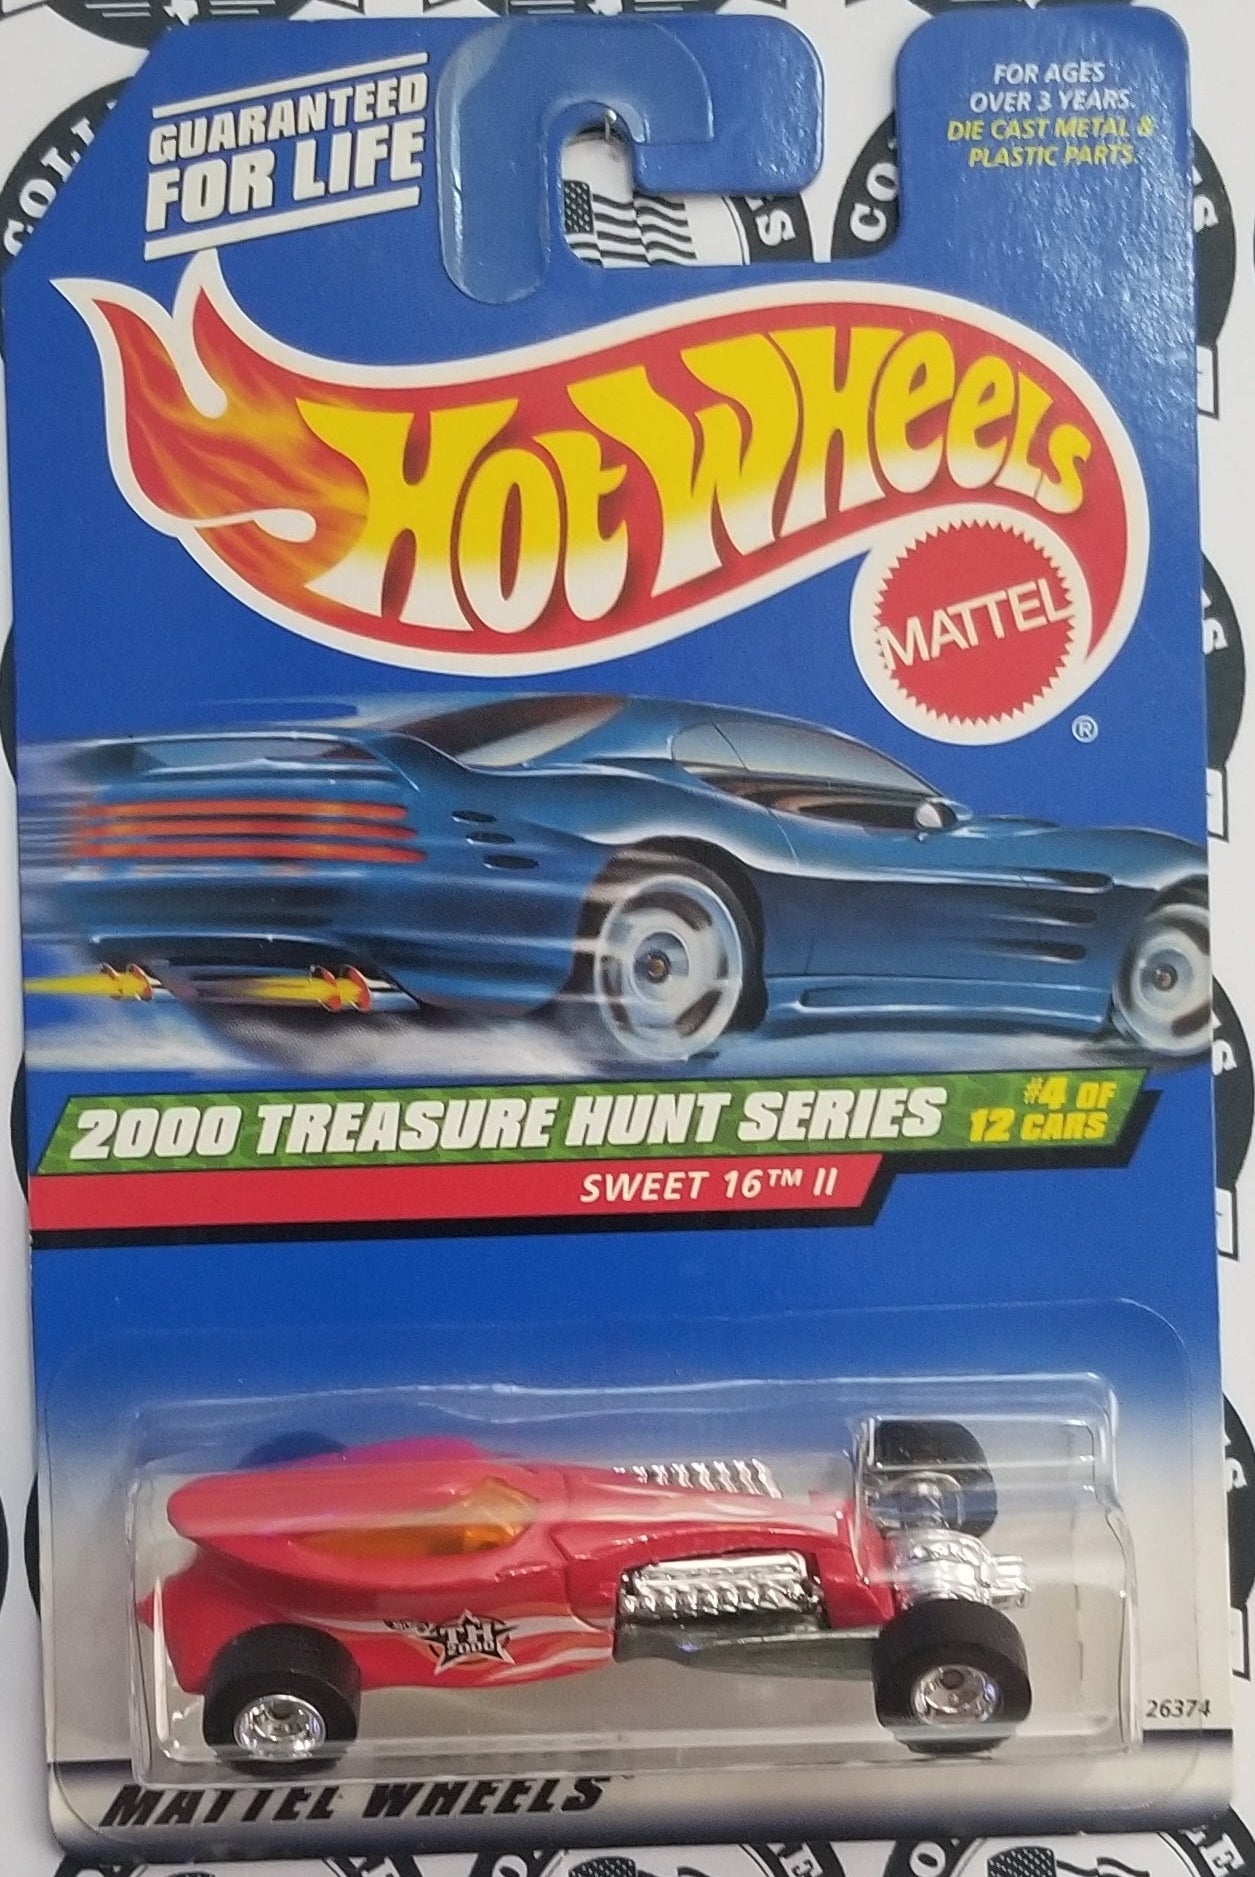 GUARANTEED
FOR LIFE
FOR AGES
OVER 3 YEARS.
DIE CAST METAL &
PLASTIC PARTS.
HOT WHEELS
MATTEL
®
2000 TREASURE HUNT SERIES
#4 OF
12 CARS
SWEET 16™ II
TH
2000
26374
MATTEL WHEELS